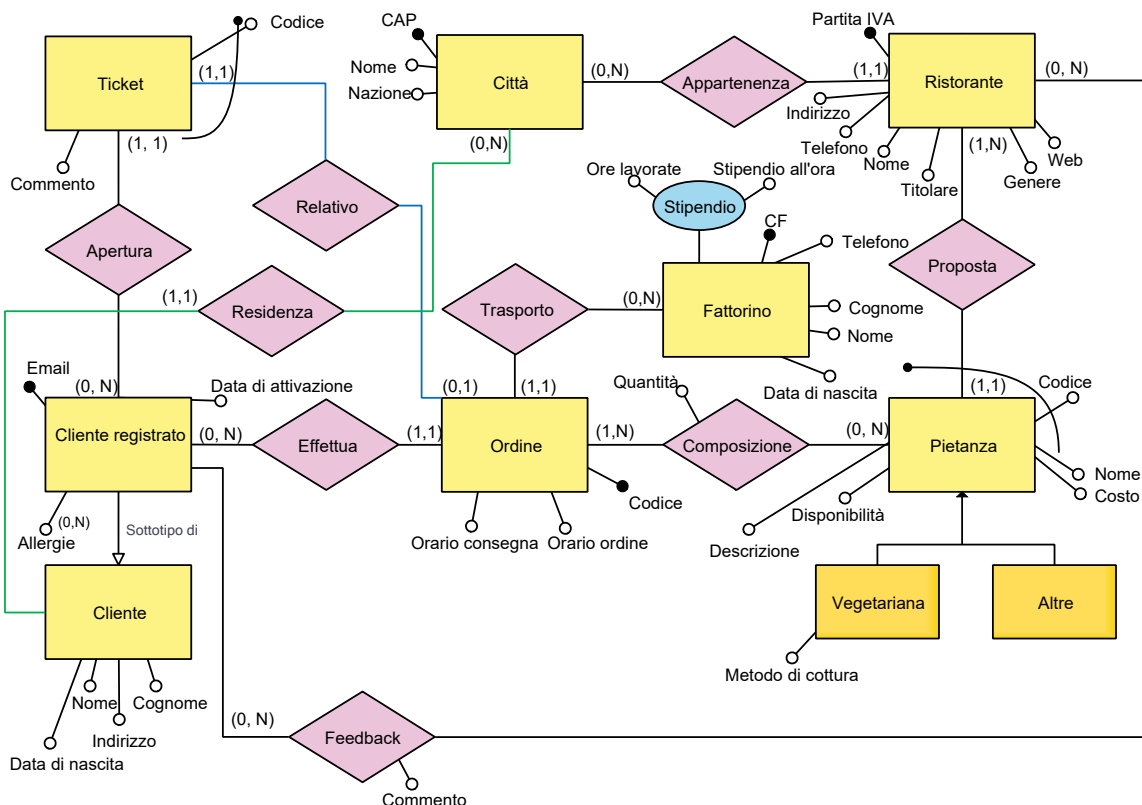 Codice
Ticket
(1,1)
(1, 1)
Commento
CAP
Nome
Nazione
Città
(0,N)
(0,N)
Appartenenza
Partita IVA
(1,1)
Ristorante
(0, N)
Indirizzo
Telefono
Nome
Titolare
(1,N)
Genere
Web
Apertura
Relativo
Ore lavorate
Stipendio all'ora
Stipendio
CF
Telefono
Proposta
(1,1)
Residenza
Trasporto
(0,N)
Fattorino
Cognome
Nome
Data di nascita
Email
(0, N)
Data di attivazione
(0,1)
(1,1)
Quantità
(1,1)
Codice
Cliente registrato
(0, N)
Effettua
(1,1)
Ordine
(1,N)
Composizione
(0, N)
Pietanza
Nome
Costo
Codice
Disponibilità
Descrizione
Allergie
(0,N)
Sottotipo di
Orario consegna
Orario ordine
Cliente
Vegetariana
Altre
Metodo di cottura
Nome
Cognome
Indirizzo
Data di nascita
(0, N)
Feedback
Commento